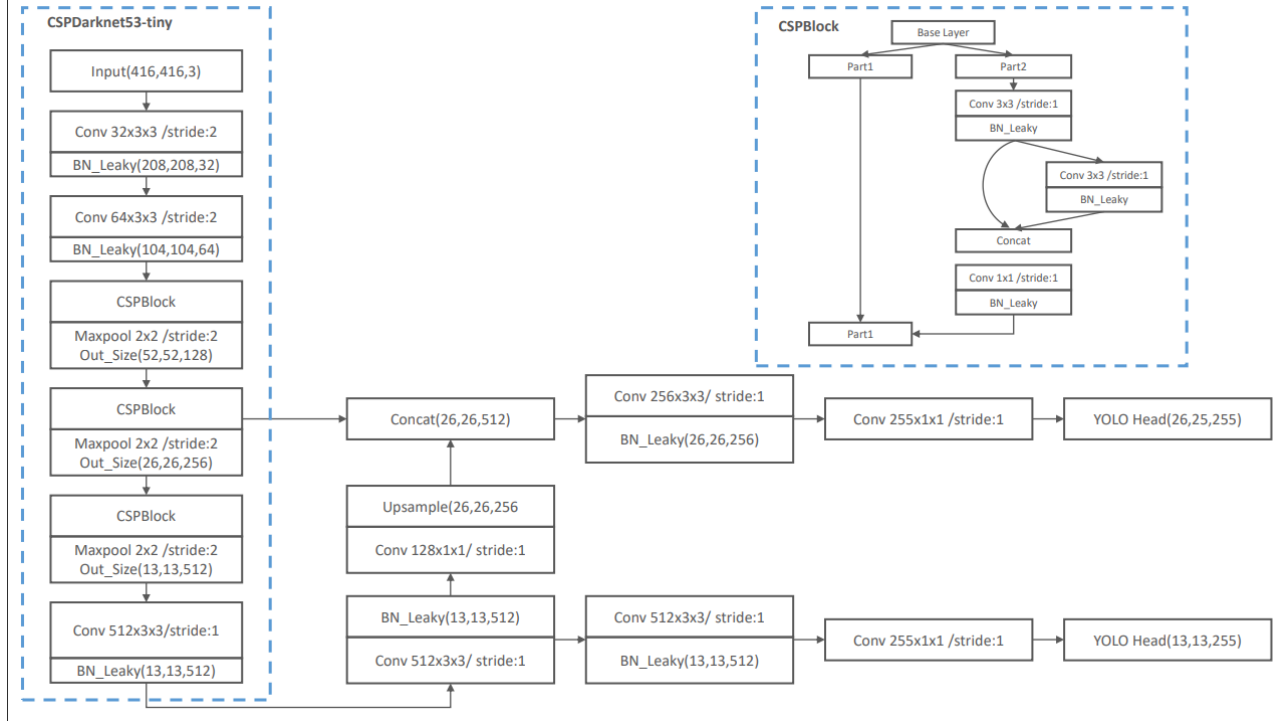 CSPDarknet53-tiny
Input(416,416,3)
Conv 32x3x3 /stride:2
BN_Leaky(208,208,32)
Conv 64x3x3 /stride:2
BN_Leaky(104,104,64)
CSPBlock
Maxpool 2x2 /stride:2
Out_Size(52,52,128)
CSPBlock
Maxpool 2x2 /stride:2
Out_Size(26,26,256)
CSPBlock
Maxpool 2x2 /stride:2
Out_Size(13,13,512)
Conv 512x3x3/stride:1
BN_Leaky(13,13,512)
Concat(26,26,512)
Upsample(26,26,256
Conv 128x1x1/ stride:1
BN_Leaky(13,13,512)
Conv 512x3x3/ stride:1
Conv 256x3x3/ stride:1
BN_Leaky(26,26,256)
Conv 255x1x1 /stride:1
YOLO Head(26,25,255)
Conv 512x3x3/ stride:1
BN_Leaky(13,13,512)
Conv 255x1x1 /stride:1
YOLO Head(13,13,255)
CSPBlock
Base Layer
Part1
Part2
Conv 3x3 /stride:1
BN_Leaky
Conv 3x3 /stride:1
BN_Leaky
Concat
Conv 1x1 /stride:1
BN_Leaky
Part1